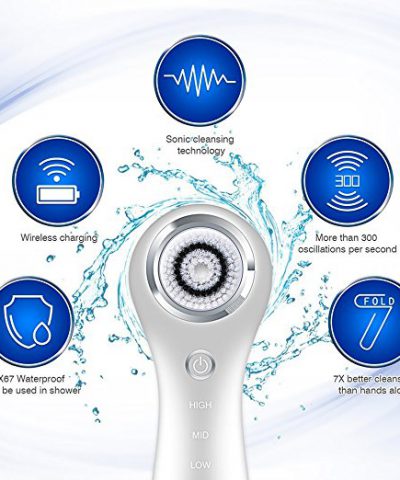 Sonic cleansing
technology
Wireless charging
300
More than 300
oscillations per second
X67 Waterproof
be used in shower
FOLD
7
7X better cleans
than hands alo
HIGH
MID
LOW